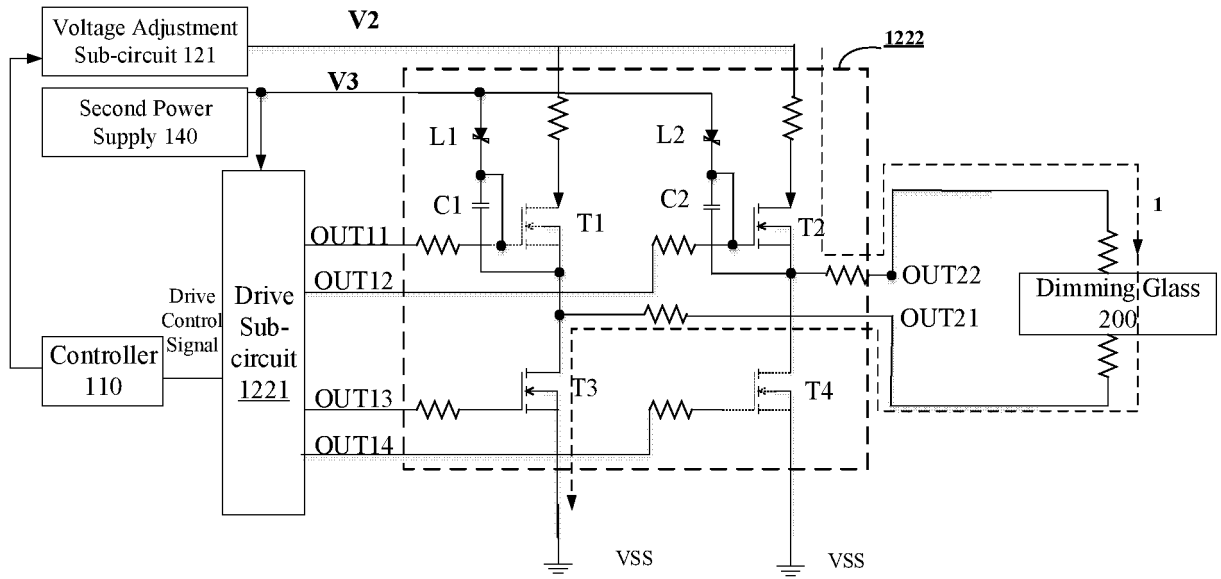 Voltage Adjustment
Sub-circuit 121
V2
1222
Second Power
Supply 140
V3
L1
L2
C1
T1
C2
T2
1
OUT11
OUT12
OUT22
OUT21
Dimming Glass
200
Drive
Control
Signal
Drive
Sub-
circuit
1221
Controller
110
T3
T4
OUT13
OUT14
VSS
VSS